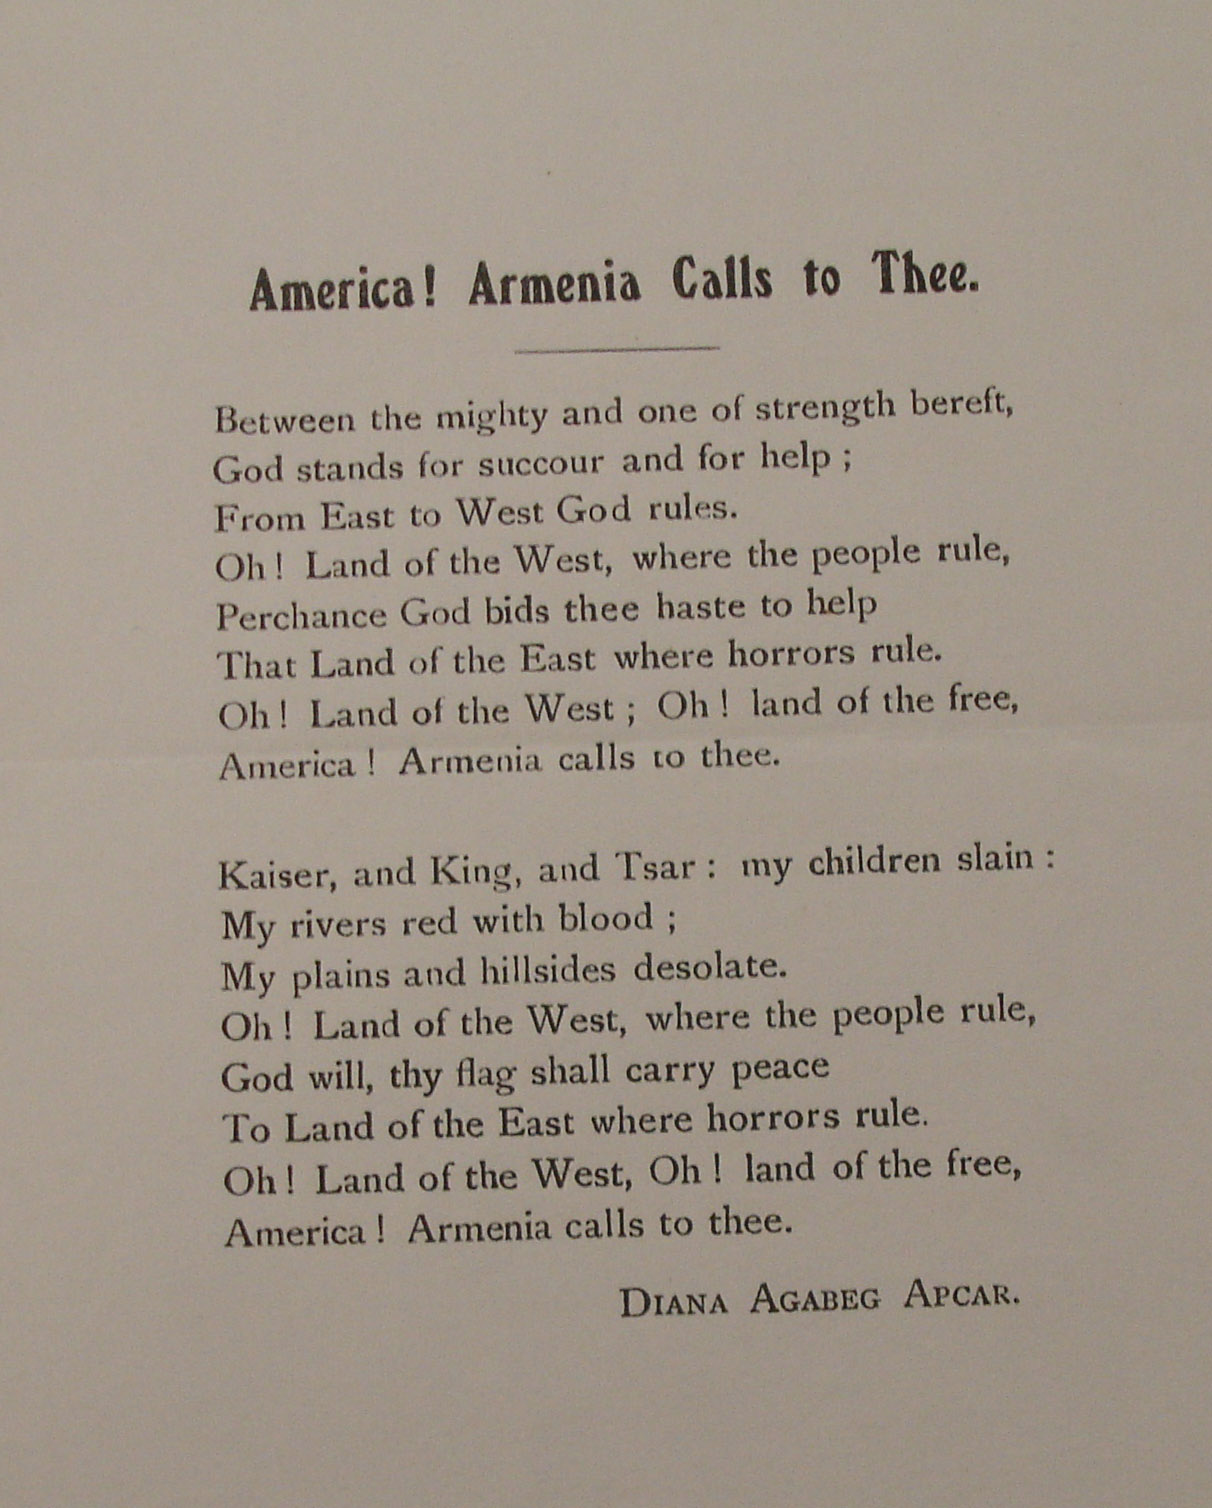 America! Armenia Calls to Thee.
Between the mighty and one of strength bereft,
God stands for succour and for help ;
From East to West God rules.
Oh ! Land of the West, where the people rule,
Perchance God bids thee haste to help
That Land of the East where horrors rule.
Oh ! Land of the West ; Oh ! land of the free,
America ! Armenia calls to thee.
Kaiser, and King, and Tsar : my children slain :
My rivers red with blood ;
My plains and hillsides desolate.
Oh ! Land of the West, where the people rule,
God will, thy flag shall carry peace
To Land of the East where horrors rule.
Oh ! Land of the West, Oh ! land of the free,
America ! Armenia calls to thee.
DIANA AGABEG APCAR.